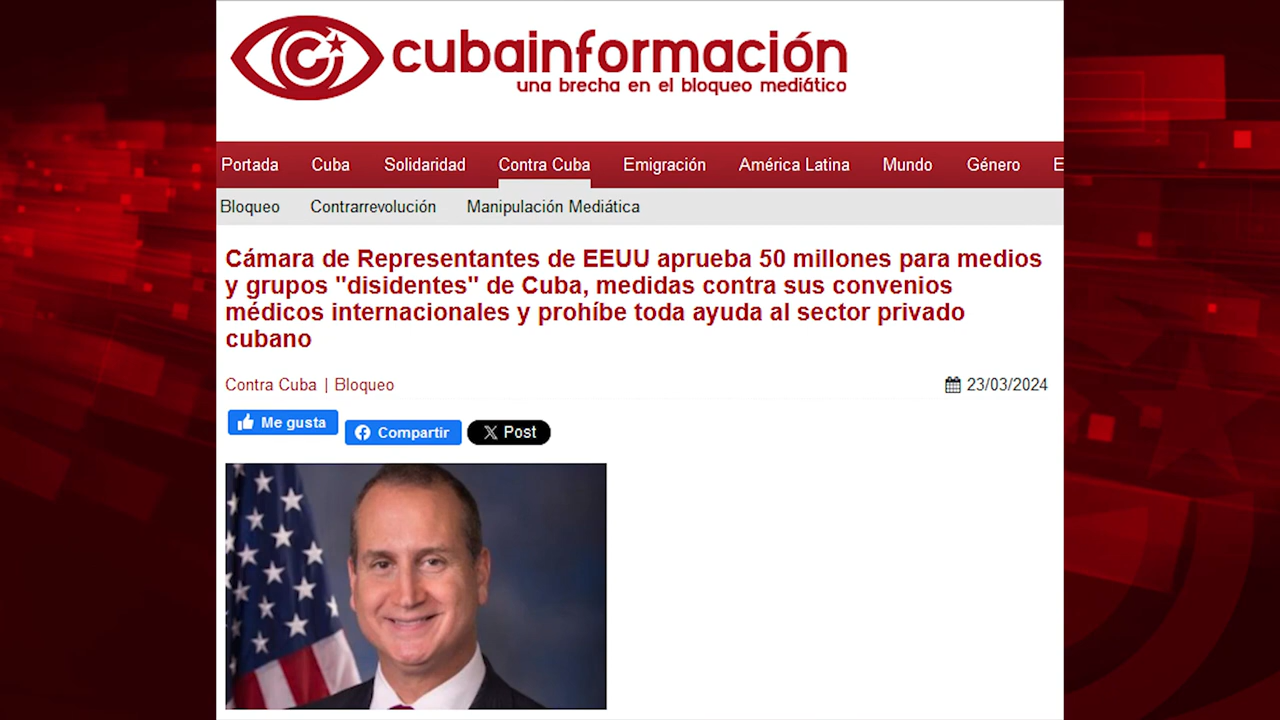 cubainformación
una brecha en el bloqueo mediático
Portada Cuba Solidaridad Contra Cuba Emigración América Latina Mundo Género E
Bloqueo Contrarrevolución Manipulación Mediática
Cámara de Representantes de EEUU aprueba 50 millones para medios
y grupos "disidentes" de Cuba, medidas contra sus convenios
médicos internacionales y prohíbe toda ayuda al sector privado
cubano
Contra Cuba | Bloqueo 23/03/2024
Me gusta Compartir X Post